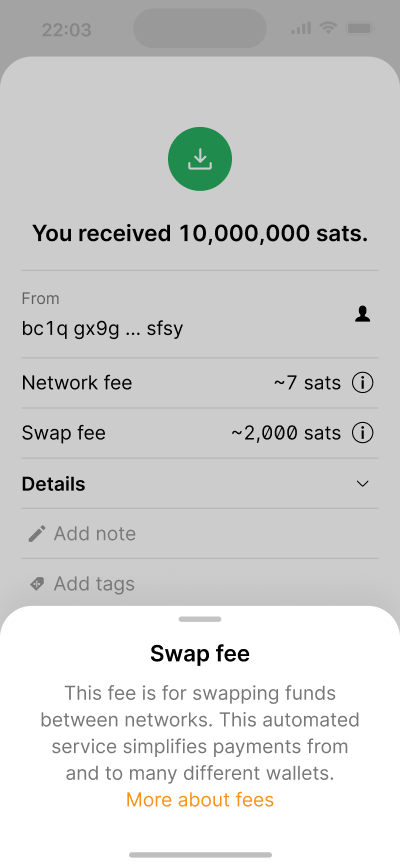 22:03
You received 10,000,000 sats.
From
bc1q gx9g ... sfsy
Network fee ~7 sats
Swap fee ~2,000 sats
Details
Add note
Add tags
Swap fee
This fee is for swapping funds
between networks. This automated
service simplifies payments from
and to many different wallets.
More about fees